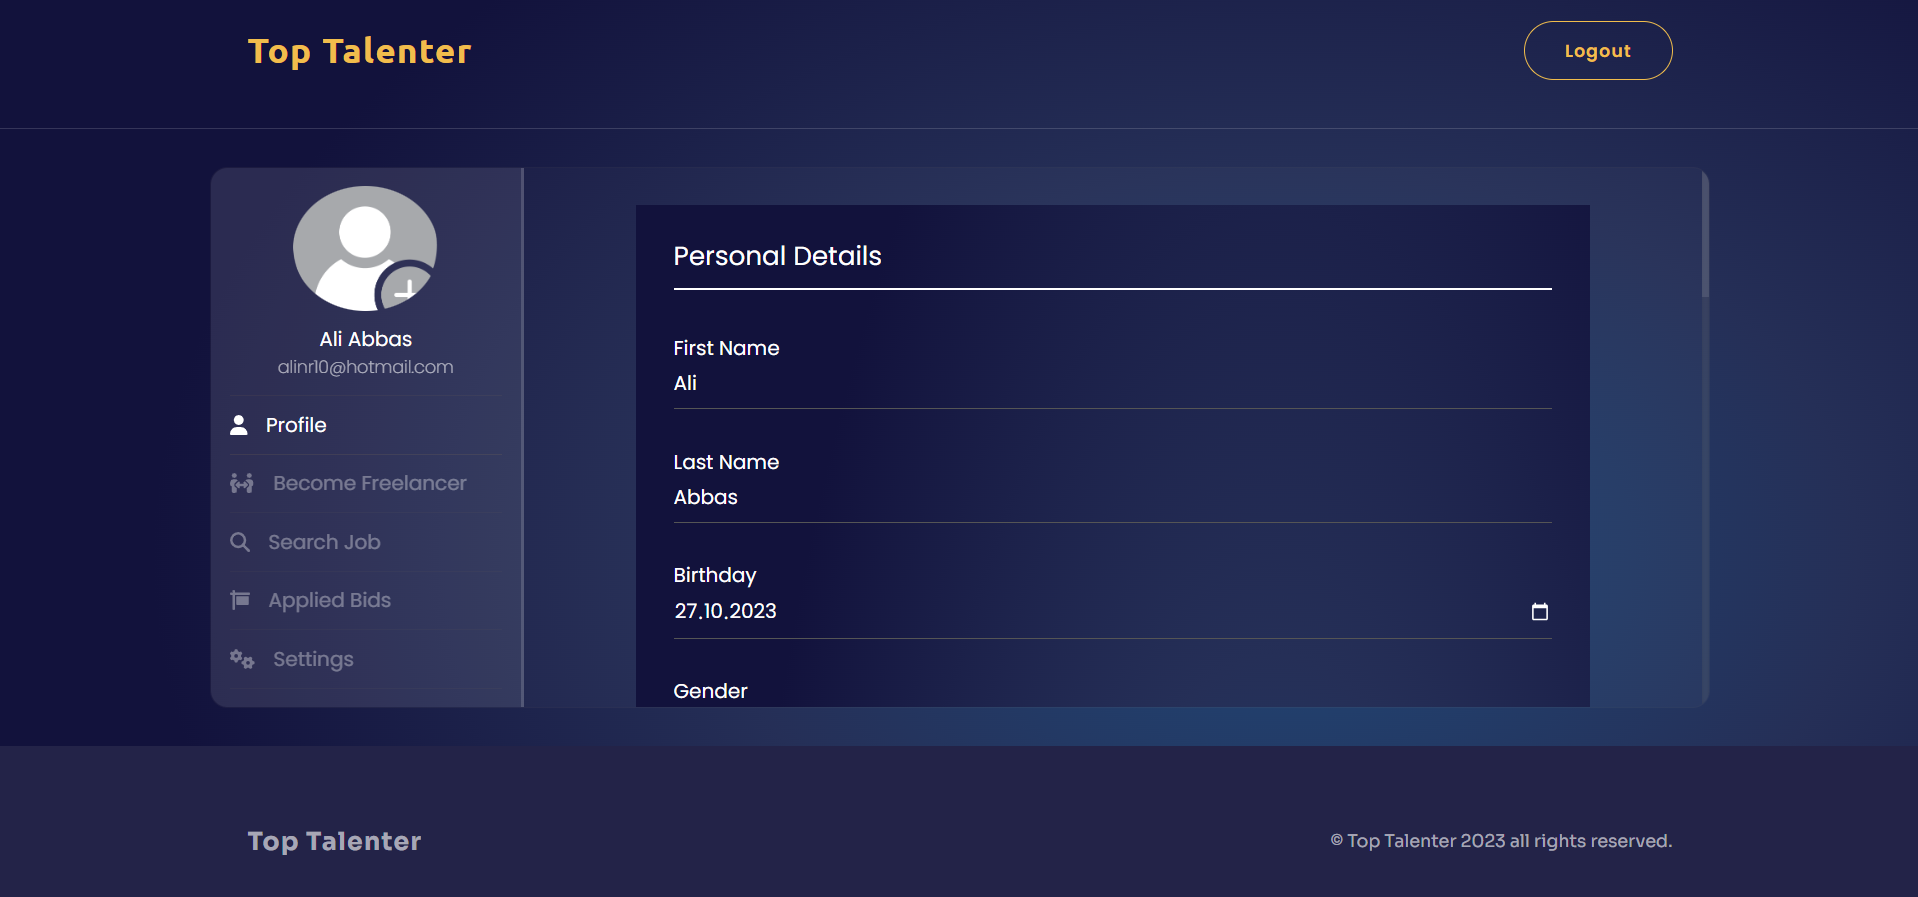 Top Talenter
Logout
Ali Abbas
alinr10@hotmail.com
Profile
Become Freelancer
Search Job
Applied Bids
Settings
Personal Details
First Name
Ali
Last Name
Abbas
Birthday
27.10.2023
Gender
Top Talenter
© Top Talenter 2023 all rights reserved.